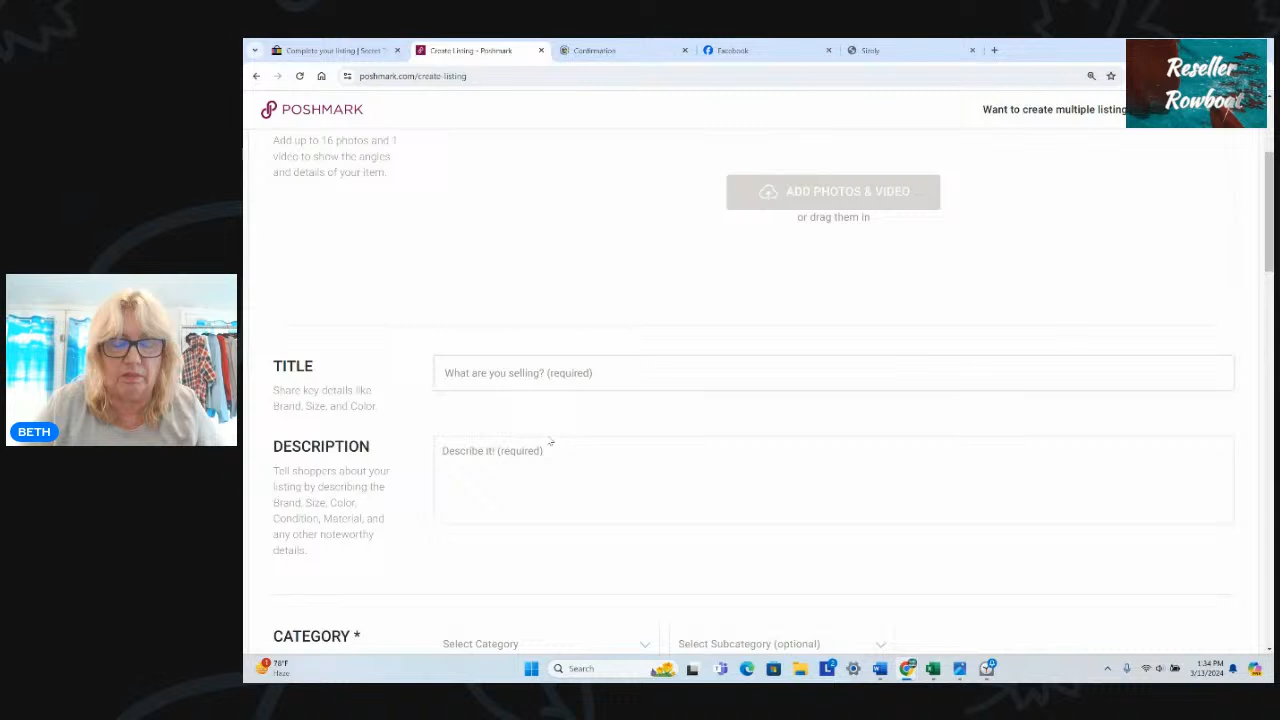 Complete your listing | Secret
Create Listing - Poshmark
Confirmation
Facebook
Sizely
poshmark.com/create-listing
Reseller
Rowboat
POSHMARK
Want to create multiple listing
Add up to 16 photos and 1
video to show the angles
and details of your item.
ADD PHOTOS & VIDEO
or drag them in
TITLE
Share key details like
Brand, Size, and Color.
What are you selling? (required)
DESCRIPTION
Tell shoppers about your
listing by describing the
Brand, Size, Color,
Condition, Material, and
any other noteworthy
details.
Describe it! (required)
BETH
CATEGORY *
Select Category
Select Subcategory (optional)
78°F
Haze
Search
1:34 PM
3/13/2024